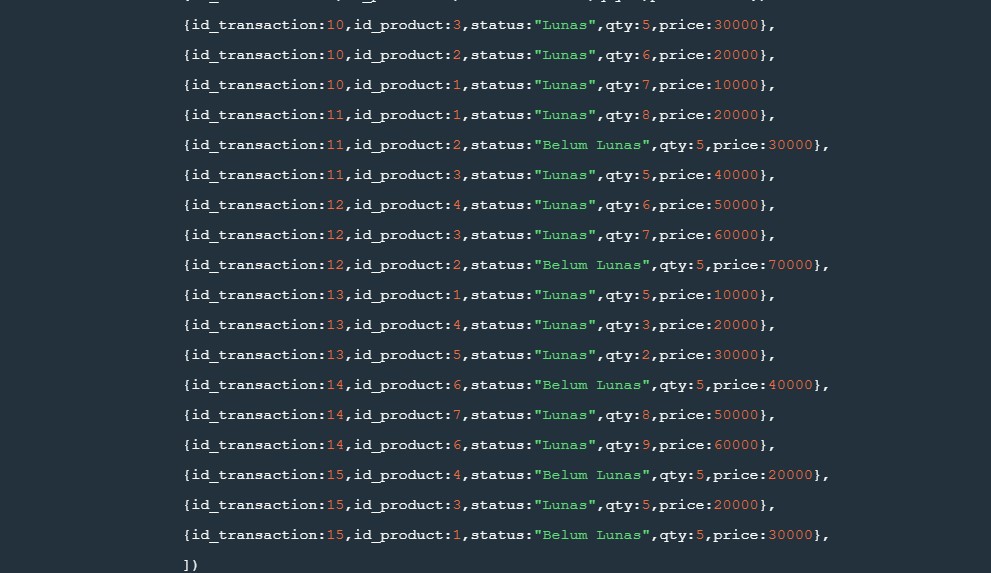 {id_transaction:10,id_product:3,status:"Lunas",qty:5,price:30000},
{id_transaction:10,id_product:2,status:"Lunas",qty:6,price:20000},
{id_transaction:10,id_product:1,status:"Lunas",qty:7,price:10000},
{id_transaction:11,id_product:1,status:"Lunas",qty:8,price:20000},
{id_transaction:11,id_product:2,status:"Belum Lunas",qty:5,price:30000},
{id_transaction:11,id_product:3,status:"Lunas",qty:5,price:40000},
{id_transaction:12,id_product:4,status:"Lunas",qty:6,price:50000},
{id_transaction:12,id_product:3,status:"Lunas",qty:7,price:60000},
{id_transaction:12,id_product:2,status:"Belum Lunas",qty:5,price:70000},
{id_transaction:13,id_product:1,status:"Lunas",qty:5,price:10000},
{id_transaction:13,id_product:4,status:"Lunas",qty:3,price:20000},
{id_transaction:13,id_product:5,status:"Lunas",qty:2,price:30000},
{id_transaction:14,id_product:6,status:"Belum Lunas",qty:5,price:40000},
{id_transaction:14,id_product:7,status:"Lunas",qty:8,price:50000},
{id_transaction:14,id_product:6,status:"Lunas",qty:9,price:60000},
{id_transaction:15,id_product:4,status:"Belum Lunas",qty:5,price:20000},
{id_transaction:15,id_product:3,status:"Lunas",qty:5,price:20000},
{id_transaction:15,id_product:1,status:"Belum Lunas",qty:5,price:30000},
])